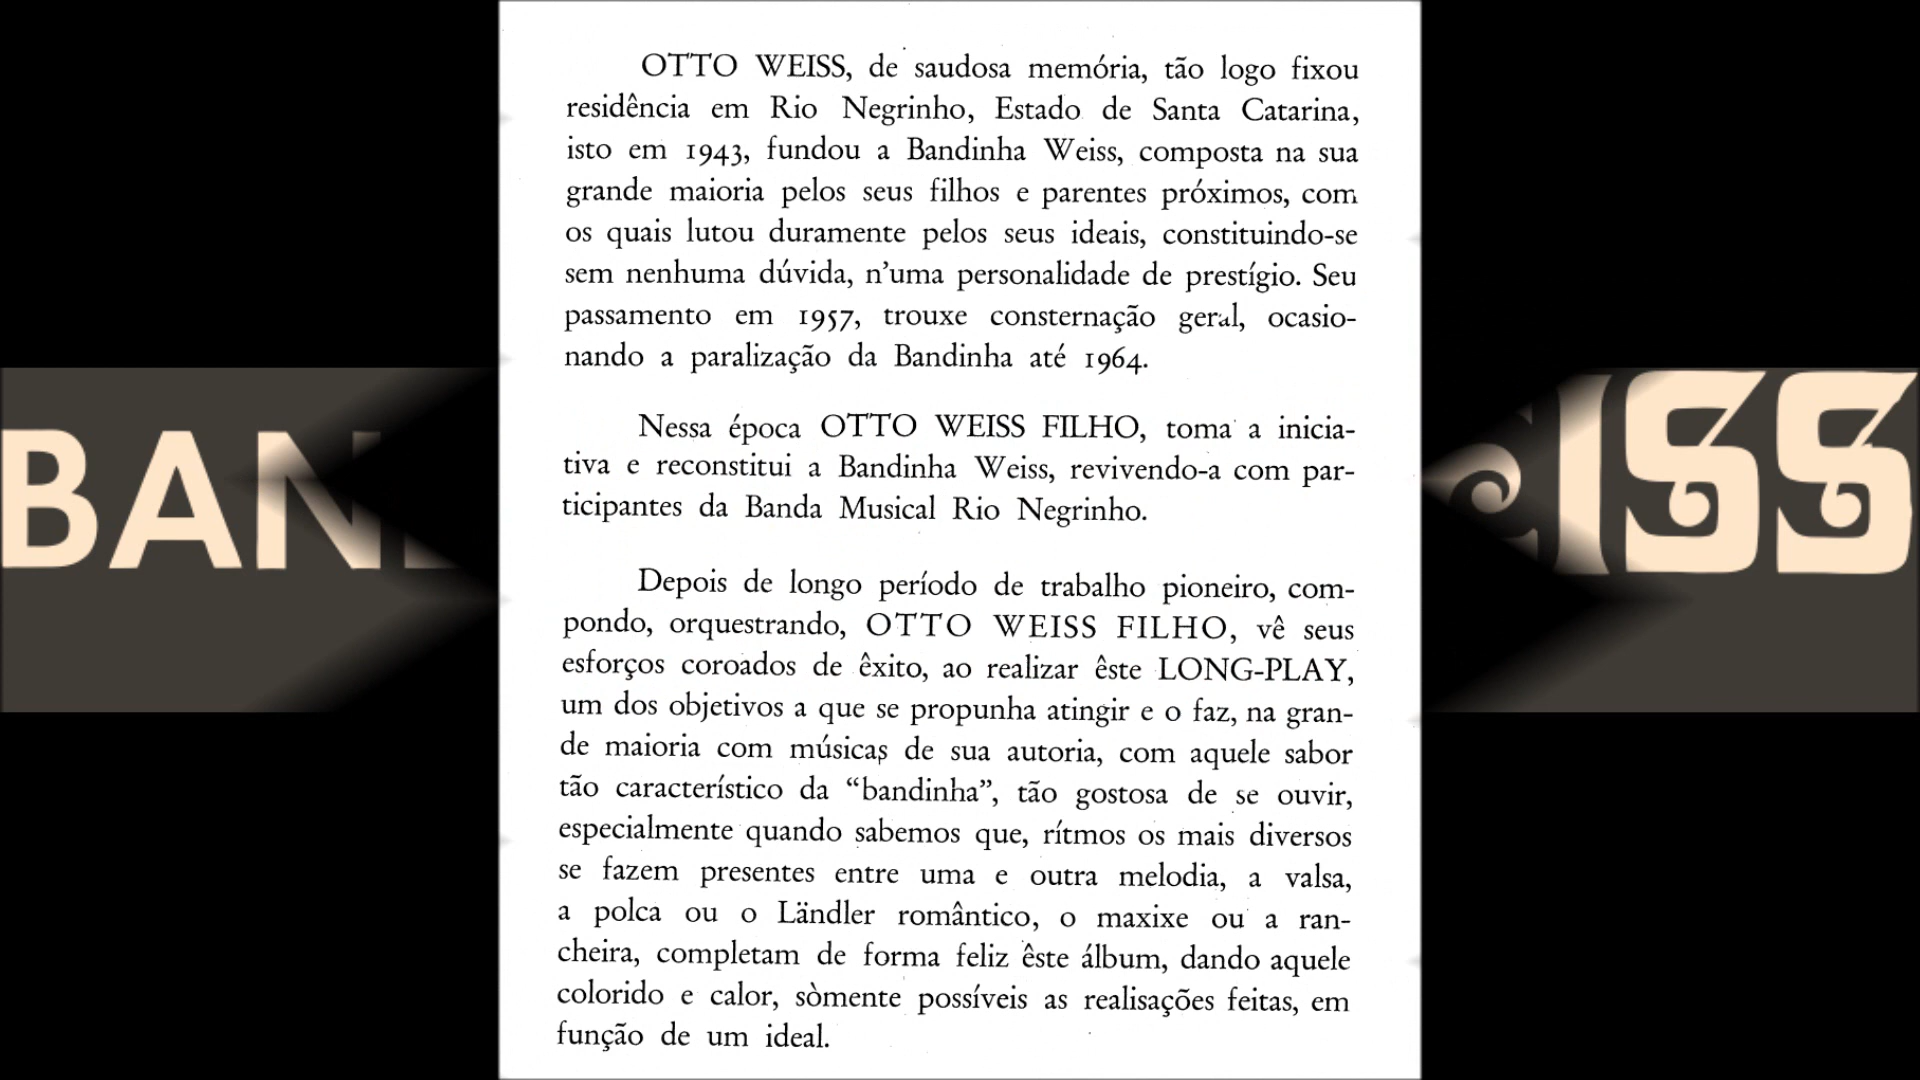 OTTO WEISS, de saudosa memória, tão logo fixou
residência em Rio Negrinho, Estado de Santa Catarina,
isto em 1943, fundou a Bandinha Weiss, composta na sua
grande maioria pelos seus filhos e parentes próximos, com
os quais lutou duramente pelos seus ideais, constituindo-se
sem nenhuma dúvida, n’uma personalidade de prestígio. Seu
passamento em 1957, trouxe consternação geral, ocasio-
nando a paralização da Bandinha até 1964.
Nessa época OTTO WEISS FILHO, toma a inicia-
tiva e reconstitui a Bandinha Weiss, revivendo-a com par-
ticipantes da Banda Musical Rio Negrinho.
Depois de longo período de trabalho pioneiro, com-
pondo, orquestrando, OTTO WEISS FILHO, vê seus
esforços coroados de êxito, ao realizar êste LONG-PLAY,
um dos objetivos a que se propunha atingir e o faz, na gran-
de maioria com músicas de sua autoria, com aquele sabor
tão característico da “bandinha”, tão gostosa de se ouvir,
especialmente quando sabemos que, rítmos os mais diversos
se fazem presentes entre uma e outra melodia, a valsa,
a polca ou o Ländler romântico, o maxixe ou a ran-
cheira, completam de forma feliz êste álbum, dando aquele
colorido e calor, sòmente possíveis as realisações feitas, em
função de um ideal.
BAN
ISS